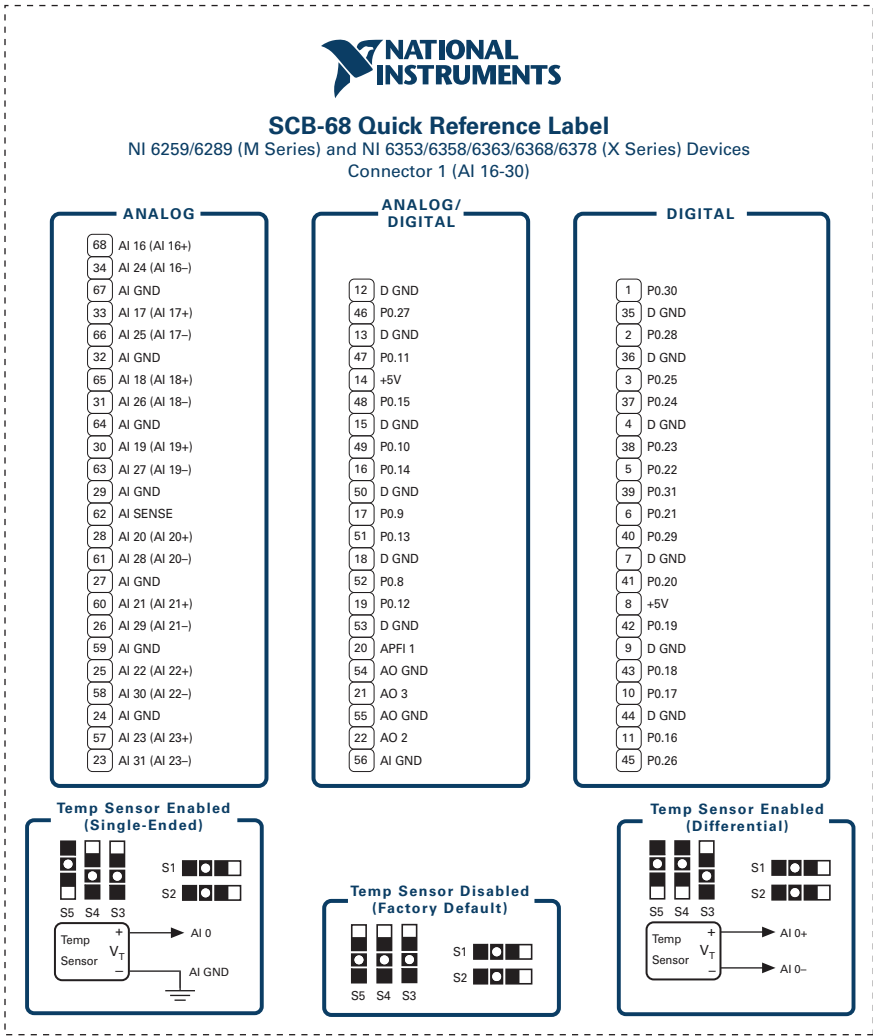 NATIONAL
INSTRUMENTS
SCB-68 Quick Reference Label
NI 6259/6289 (M Series) and NI 6353/6358/6363/6368/6378 (X Series) Devices
Connector 1 (AI 16-30)
ANALOG
68 AI 16 (AI 16+)
34 AI 24 (AI 16–)
67 AI GND
33 AI 17 (AI 17+)
66 AI 25 (AI 17–)
32 AI GND
65 AI 18 (AI 18+)
31 AI 26 (AI 18–)
64 AI GND
30 AI 19 (AI 19+)
63 AI 27 (AI 19–)
29 AI GND
62 AI SENSE
28 AI 20 (AI 20+)
61 AI 28 (AI 20–)
27 AI GND
60 AI 21 (AI 21+)
26 AI 29 (AI 21–)
59 AI GND
25 AI 22 (AI 22+)
58 AI 30 (AI 22–)
24 AI GND
57 AI 23 (AI 23+)
23 AI 31 (AI 23–)
ANALOG/
DIGITAL
12 D GND
46 P0.27
13 D GND
47 P0.11
14 +5V
48 P0.15
15 D GND
49 P0.10
16 P0.14
50 D GND
17 P0.9
51 P0.13
18 D GND
52 P0.8
19 P0.12
53 D GND
20 APFI 1
54 AO GND
21 AO 3
55 AO GND
22 AO 2
56 AI GND
DIGITAL
1 P0.30
35 D GND
2 P0.28
36 D GND
3 P0.25
37 P0.24
4 D GND
38 P0.23
5 P0.22
39 P0.31
6 P0.21
40 P0.29
7 D GND
41 P0.20
8 +5V
42 P0.19
9 D GND
43 P0.18
10 P0.17
44 D GND
11 P0.16
45 P0.26
Temp Sensor Enabled
(Single-Ended)
S1
S2
S5 S4 S3
Temp
Sensor
+
VT
–
AI 0
AI GND
Temp Sensor Disabled
(Factory Default)
S1
S2
S5 S4 S3
Temp Sensor Enabled
(Differential)
S1
S2
S5 S4 S3
Temp
Sensor
+
VT
–
AI 0+
AI 0–